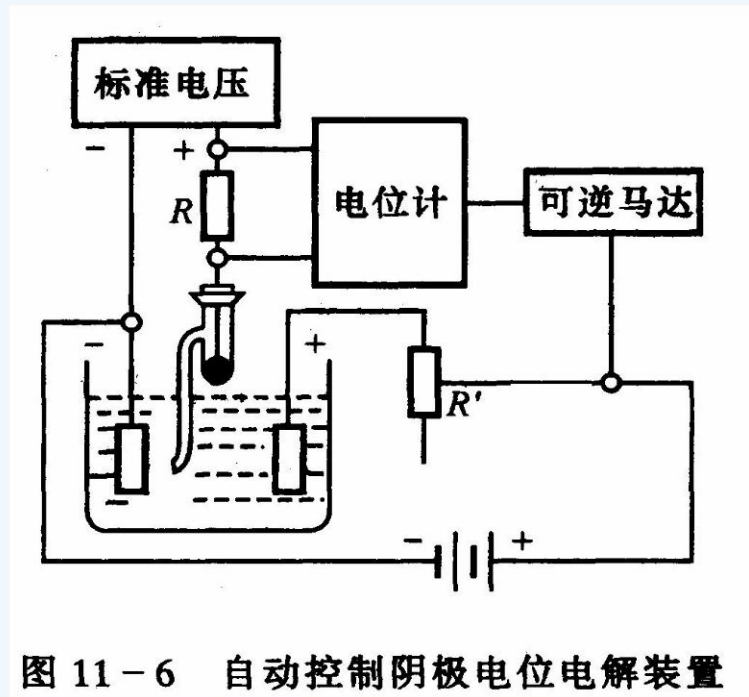 标准电压
- +
R
电位计
可逆马达
- +
R'
- +
图 11-6 自动控制阴极电位电解装置